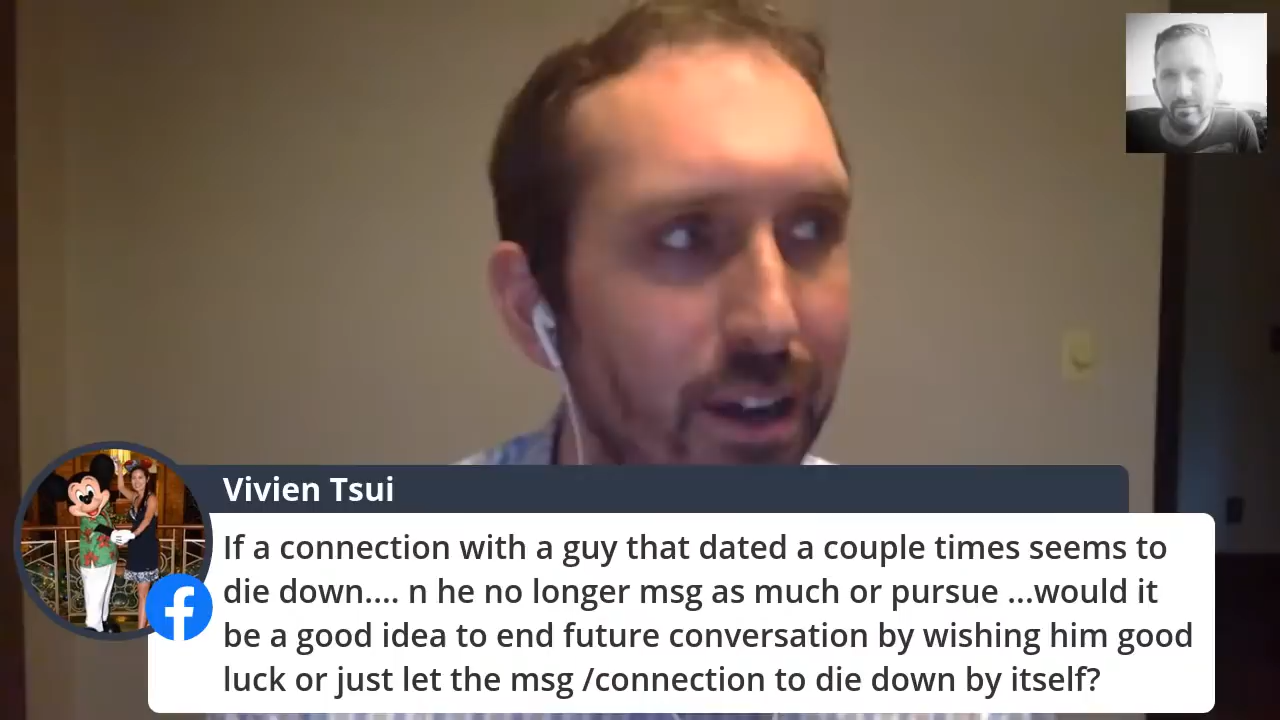 Vivien Tsui
If a connection with a guy that dated a couple times seems to
die down.... n he no longer msg as much or pursue ...would it
be a good idea to end future conversation by wishing him good
luck or just let the msg /connection to die down by itself?